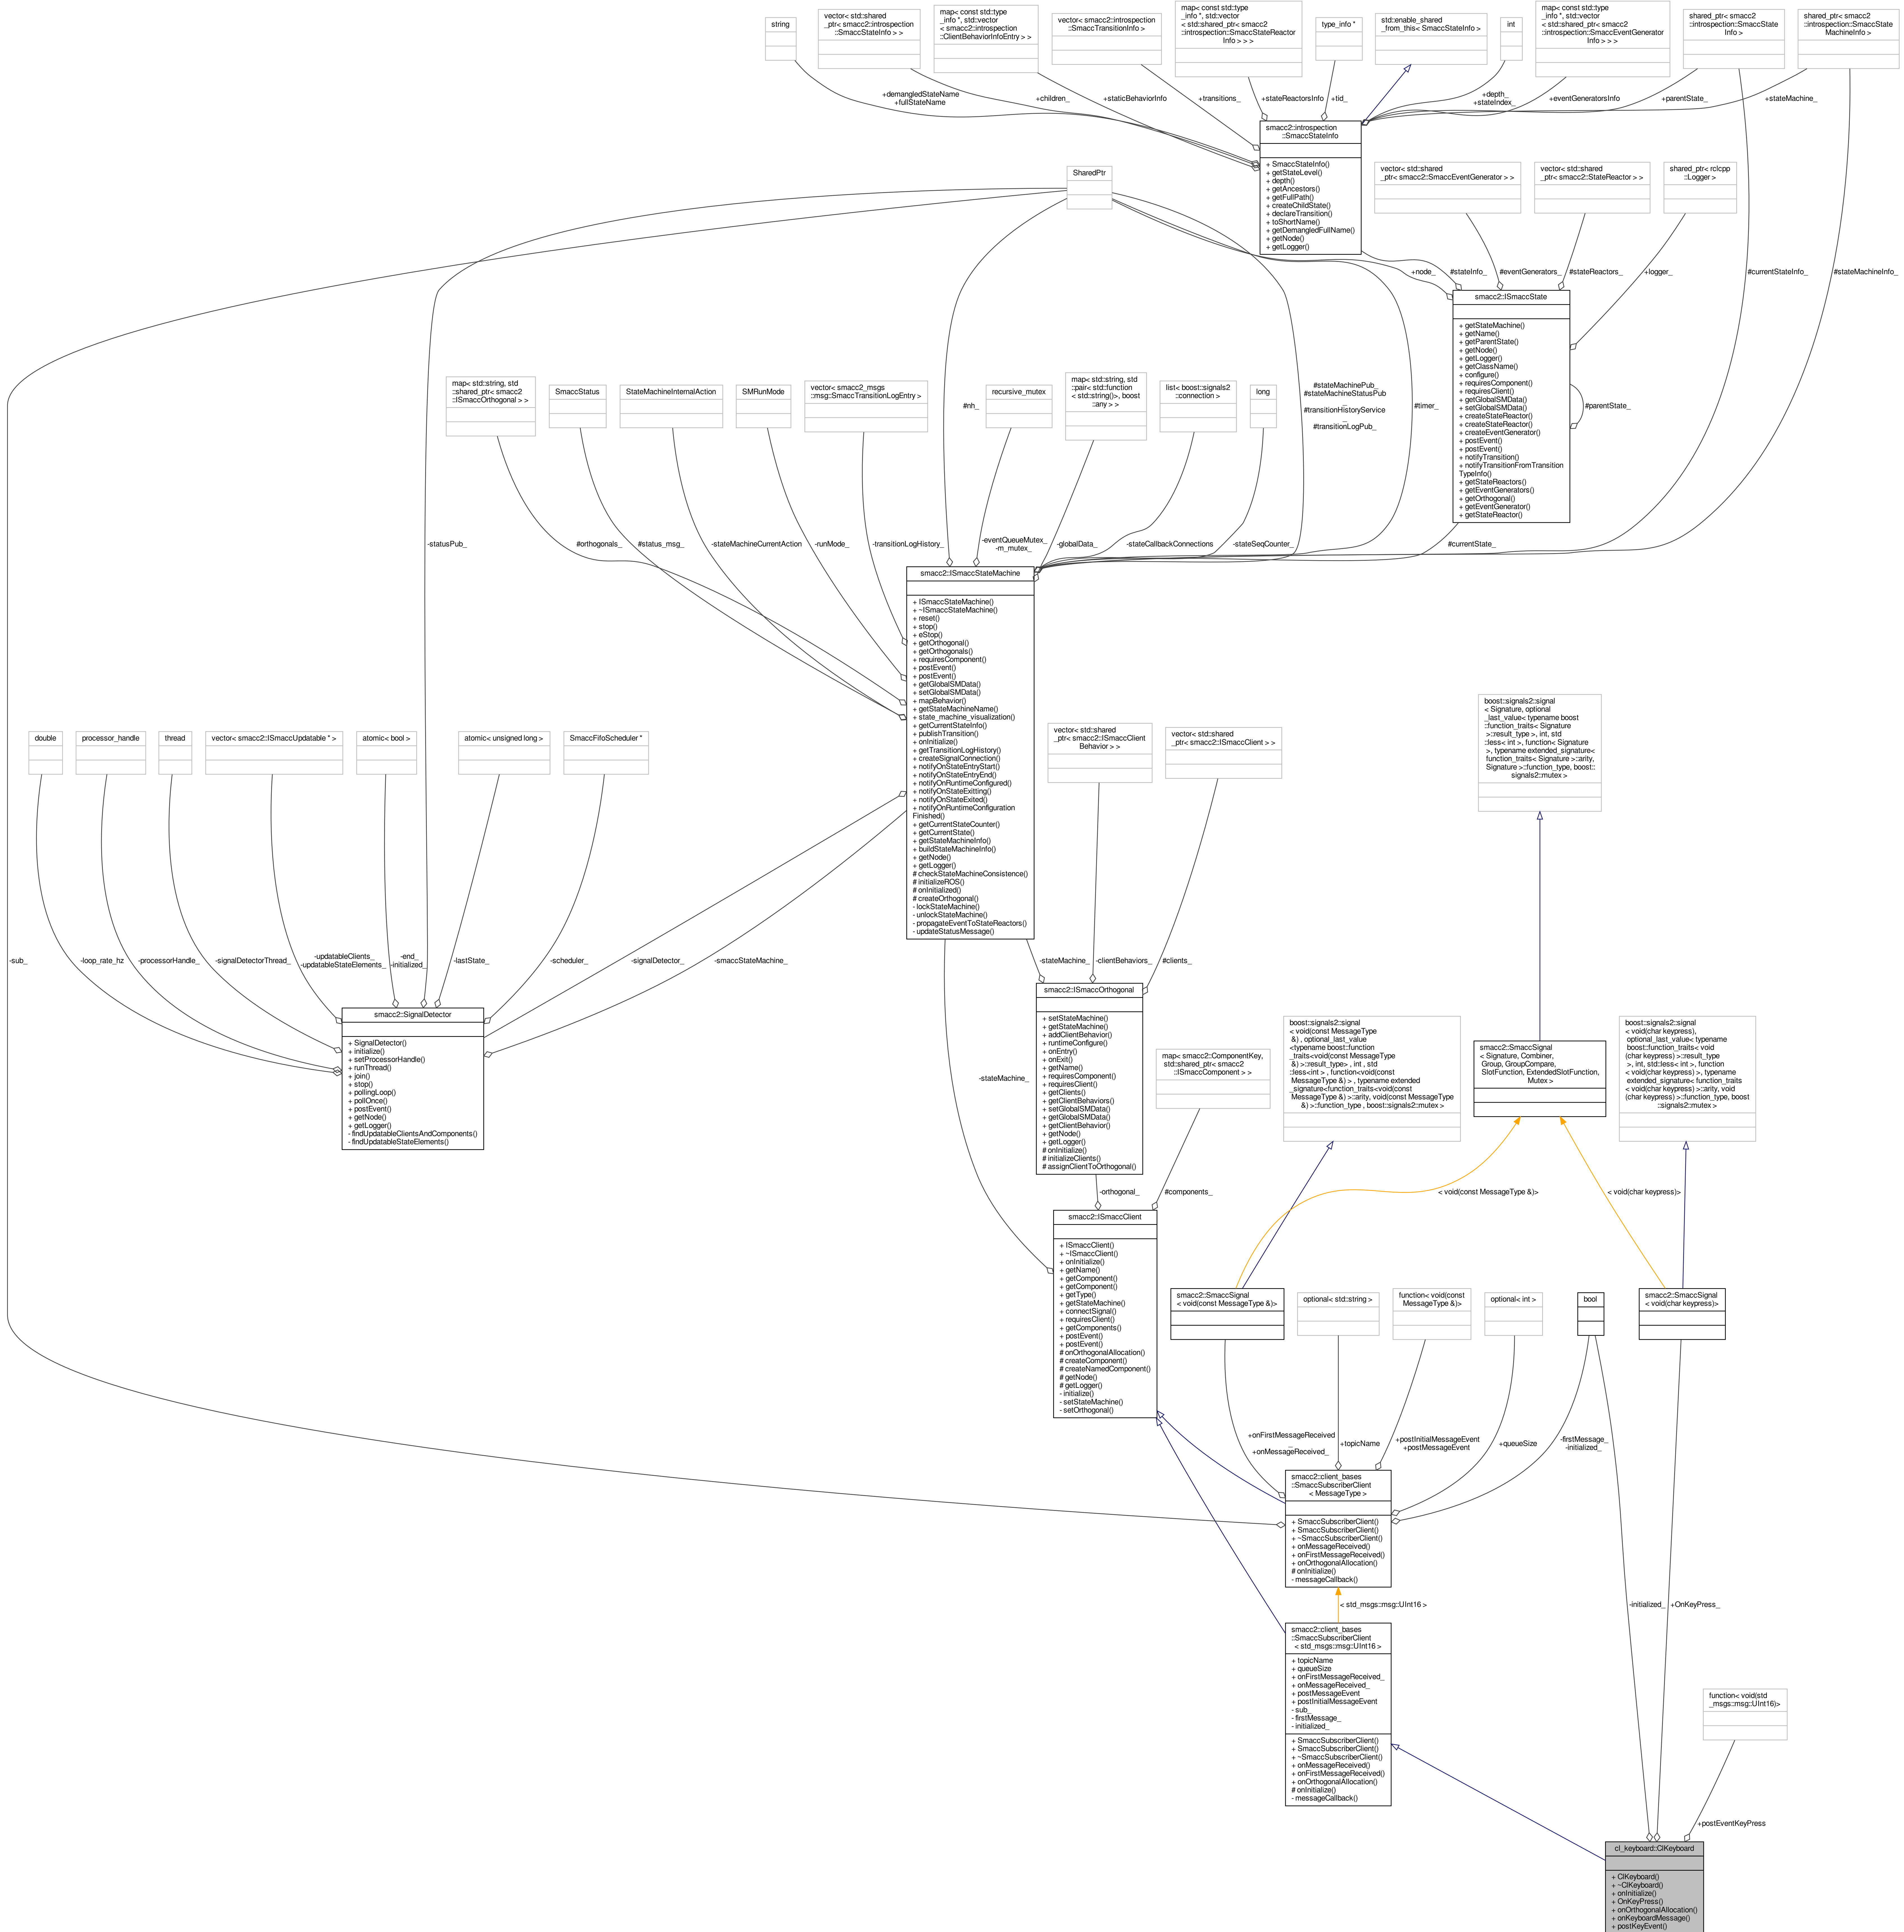 string
vector< std::shared
_ptr< smacc2::introspection
::SmaccStateInfo > >
map< const std::type
_info *, std::vector
< smacc2::introspection
::ClientBehaviorInfoEntry > >
vector< smacc2::introspection
::SmaccTransitionInfo >
map< const std::type
_info *, std::vector
< std::shared_ptr< smacc2
::introspection::SmaccStateReactor
Info > > >
type_info *
std::enable_shared
_from_this< SmaccStateInfo >
int
map< const std::type
_info *, std::vector
< std::shared_ptr< smacc2
::introspection::SmaccEventGenerator
Info > > >
shared_ptr< smacc2
::introspection::SmaccState
Info >
shared_ptr< smacc2
::introspection::SmaccState
MachineInfo >
+demangledStateName
+fullStateName
+children_
+staticBehaviorInfo
+transitions_
+stateReactorsInfo
+tid_
+depth_
+stateIndex_
+eventGeneratorsInfo
+parentState_
+stateMachine_
smacc2::introspection
::SmaccStateInfo
+ SmaccStateInfo()
+ getStateLevel()
+ depth()
+ getAncestors()
+ getFullPath()
+ createChildState()
+ declareTransition()
+ toShortName()
+ getDemangledFullName()
+ getNode()
+ getLogger()
SharedPtr
vector< std::shared
_ptr< smacc2::SmaccEventGenerator > >
vector< std::shared
_ptr< smacc2::StateReactor > >
shared_ptr< rclcpp
::Logger >
+node_
#stateInfo_
#eventGenerators_
#stateReactors_
+logger_
#currentStateInfo_
#stateMachineInfo_
smacc2::ISmaccState
+ getStateMachine()
+ getName()
+ getParentState()
+ getNode()
+ getLogger()
+ getClassName()
+ configure()
+ requiresComponent()
+ requiresClient()
+ getGlobalSMData()
+ setGlobalSMData()
+ createStateReactor()
+ createStateReactor()
+ createEventGenerator()
+ postEvent()
+ postEvent()
+ notifyTransition()
+ notifyTransitionFromTransition
TypeInfo()
+ getStateReactors()
+ getEventGenerators()
+ getOrthogonal()
+ getEventGenerator()
+ getStateReactor()
#parentState_
map< std::string, std
::shared_ptr< smacc2
::ISmaccOrthogonal > >
SmaccStatus
StateMachineInternalAction
SMRunMode
vector< smacc2_msgs
::msg::SmaccTransitionLogEntry >
#nh_
recursive_mutex
map< std::string, std
::pair< std::function
< std::string()>, boost
::any > >
list< boost::signals2
::connection >
long
#stateMachinePub_
#stateMachineStatusPub
_
#transitionHistoryService
_
#transitionLogPub_
#timer_
-statusPub_
#orthogonals_
#status_msg_
-stateMachineCurrentAction
-runMode_
-transitionLogHistory_
-eventQueueMutex_
-m_mutex_
-globalData_
-stateCallbackConnections
-stateSeqCounter_
#currentState_
smacc2::ISmaccStateMachine
+ ISmaccStateMachine()
+ ~ISmaccStateMachine()
+ reset()
+ stop()
+ eStop()
+ getOrthogonal()
+ getOrthogonals()
+ requiresComponent()
+ postEvent()
+ postEvent()
+ getGlobalSMData()
+ setGlobalSMData()
+ mapBehavior()
+ getStateMachineName()
+ state_machine_visualization()
+ getCurrentStateInfo()
+ publishTransition()
+ onInitialize()
+ getTransitionLogHistory()
+ createSignalConnection()
+ notifyOnStateEntryStart()
+ notifyOnStateEntryEnd()
+ notifyOnRuntimeConfigured()
+ notifyOnStateExitting()
+ notifyOnStateExited()
+ notifyOnRuntimeConfiguration
Finished()
+ getCurrentStateCounter()
+ getCurrentState()
+ getStateMachineInfo()
+ buildStateMachineInfo()
+ getNode()
+ getLogger()
# checkStateMachineConsistence()
# initializeROS()
# onInitialized()
# createOrthogonal()
- lockStateMachine()
- unlockStateMachine()
- propagateEventToStateReactors()
- updateStatusMessage()
double
processor_handle
thread
vector< smacc2::ISmaccUpdatable * >
atomic< bool >
atomic< unsigned long >
SmaccFifoScheduler *
vector< std::shared
_ptr< smacc2::ISmaccClient
Behavior > >
vector< std::shared
_ptr< smacc2::ISmaccClient > >
boost::signals2::signal
< Signature, optional
_last_value< typename boost
::function_traits< Signature
>::result_type >, int, std
::less< int >, function< Signature
>, typename extended_signature<
function_traits< Signature >::arity,
Signature >::function_type, boost::
signals2::mutex >
-sub_
-loop_rate_hz
-processorHandle_
-signalDetectorThread_
-updatableClients_
-updatableStateElements_
-end_
-initialized_
-lastState_
-scheduler_
-signalDetector_
-smaccStateMachine_
-stateMachine_
-clientBehaviors_
#clients_
smacc2::SignalDetector
+ SignalDetector()
+ initialize()
+ setProcessorHandle()
+ runThread()
+ join()
+ stop()
+ pollingLoop()
+ pollOnce()
+ postEvent()
+ getNode()
+ getLogger()
- findUpdatableClientsAndComponents()
- findUpdatableStateElements()
smacc2::ISmaccOrthogonal
+ setStateMachine()
+ getStateMachine()
+ addClientBehavior()
+ runtimeConfigure()
+ onEntry()
+ onExit()
+ getName()
+ requiresComponent()
+ requiresClient()
+ getClients()
+ getClientBehaviors()
+ setGlobalSMData()
+ getGlobalSMData()
+ getClientBehavior()
+ getNode()
+ getLogger()
# onInitialize()
# initializeClients()
# assignClientToOrthogonal()
map< smacc2::ComponentKey,
std::shared_ptr< smacc2
::ISmaccComponent > >
boost::signals2::signal
< void(const MessageType
&) , optional_last_value
<typename boost::function
_traits<void(const MessageType
&) >::result_type> , int , std
::less<int > , function<void(const
MessageType &) > , typename extended
_signature<function_traits<void(const
MessageType &) >::arity, void(const MessageType
&) >::function_type , boost::signals2::mutex >
smacc2::SmaccSignal
< Signature, Combiner,
Group, GroupCompare,
SlotFunction, ExtendedSlotFunction,
Mutex >
boost::signals2::signal
< void(char keypress),
optional_last_value< typename
boost::function_traits< void
(char keypress) >::result_type
>, int, std::less< int >, function
< void(char keypress) >, typename
extended_signature< function_traits
< void(char keypress) >::arity, void
(char keypress) >::function_type, boost
::signals2::mutex >
-stateMachine_
-orthogonal_
#components_
< void(const MessageType &)>
< void(char keypress)>
smacc2::ISmaccClient
+ ISmaccClient()
+ ~ISmaccClient()
+ onInitialize()
+ getName()
+ getComponent()
+ getComponent()
+ getType()
+ getStateMachine()
+ connectSignal()
+ requiresClient()
+ getComponents()
+ postEvent()
+ postEvent()
# onOrthogonalAllocation()
# createComponent()
# createNamedComponent()
# getNode()
# getLogger()
- initialize()
- setStateMachine()
- setOrthogonal()
smacc2::SmaccSignal
< void(const MessageType &)>
optional< std::string >
function< void(const
MessageType &)>
optional< int >
bool
smacc2::SmaccSignal
< void(char keypress)>
+onFirstMessageReceived
_
+onMessageReceived_
+topicName
+postInitialMessageEvent
+postMessageEvent
+queueSize
-firstMessage_
-initialized_
smacc2::client_bases
::SmaccSubscriberClient
< MessageType >
+ SmaccSubscriberClient()
+ SmaccSubscriberClient()
+ ~SmaccSubscriberClient()
+ onMessageReceived()
+ onFirstMessageReceived()
+ onOrthogonalAllocation()
# onInitialize()
- messageCallback()
< std_msgs::msg::UInt16 >
-initialized_
+OnKeyPress_
smacc2::client_bases
::SmaccSubscriberClient
< std_msgs::msg::UInt16 >
+ topicName
+ queueSize
+ onFirstMessageReceived_
+ onMessageReceived_
+ postMessageEvent
+ postInitialMessageEvent
- sub_
- firstMessage_
- initialized_
+ SmaccSubscriberClient()
+ SmaccSubscriberClient()
+ ~SmaccSubscriberClient()
+ onMessageReceived()
+ onFirstMessageReceived()
+ onOrthogonalAllocation()
# onInitialize()
- messageCallback()
function< void(std
_msgs::msg::UInt16)>
+postEventKeyPress
cl_keyboard::ClKeyboard
+ ClKeyboard()
+ ~ClKeyboard()
+ onInitialize()
+ OnKeyPress()
+ onOrthogonalAllocation()
+ onKeyboardMessage()
+ postKeyEvent()